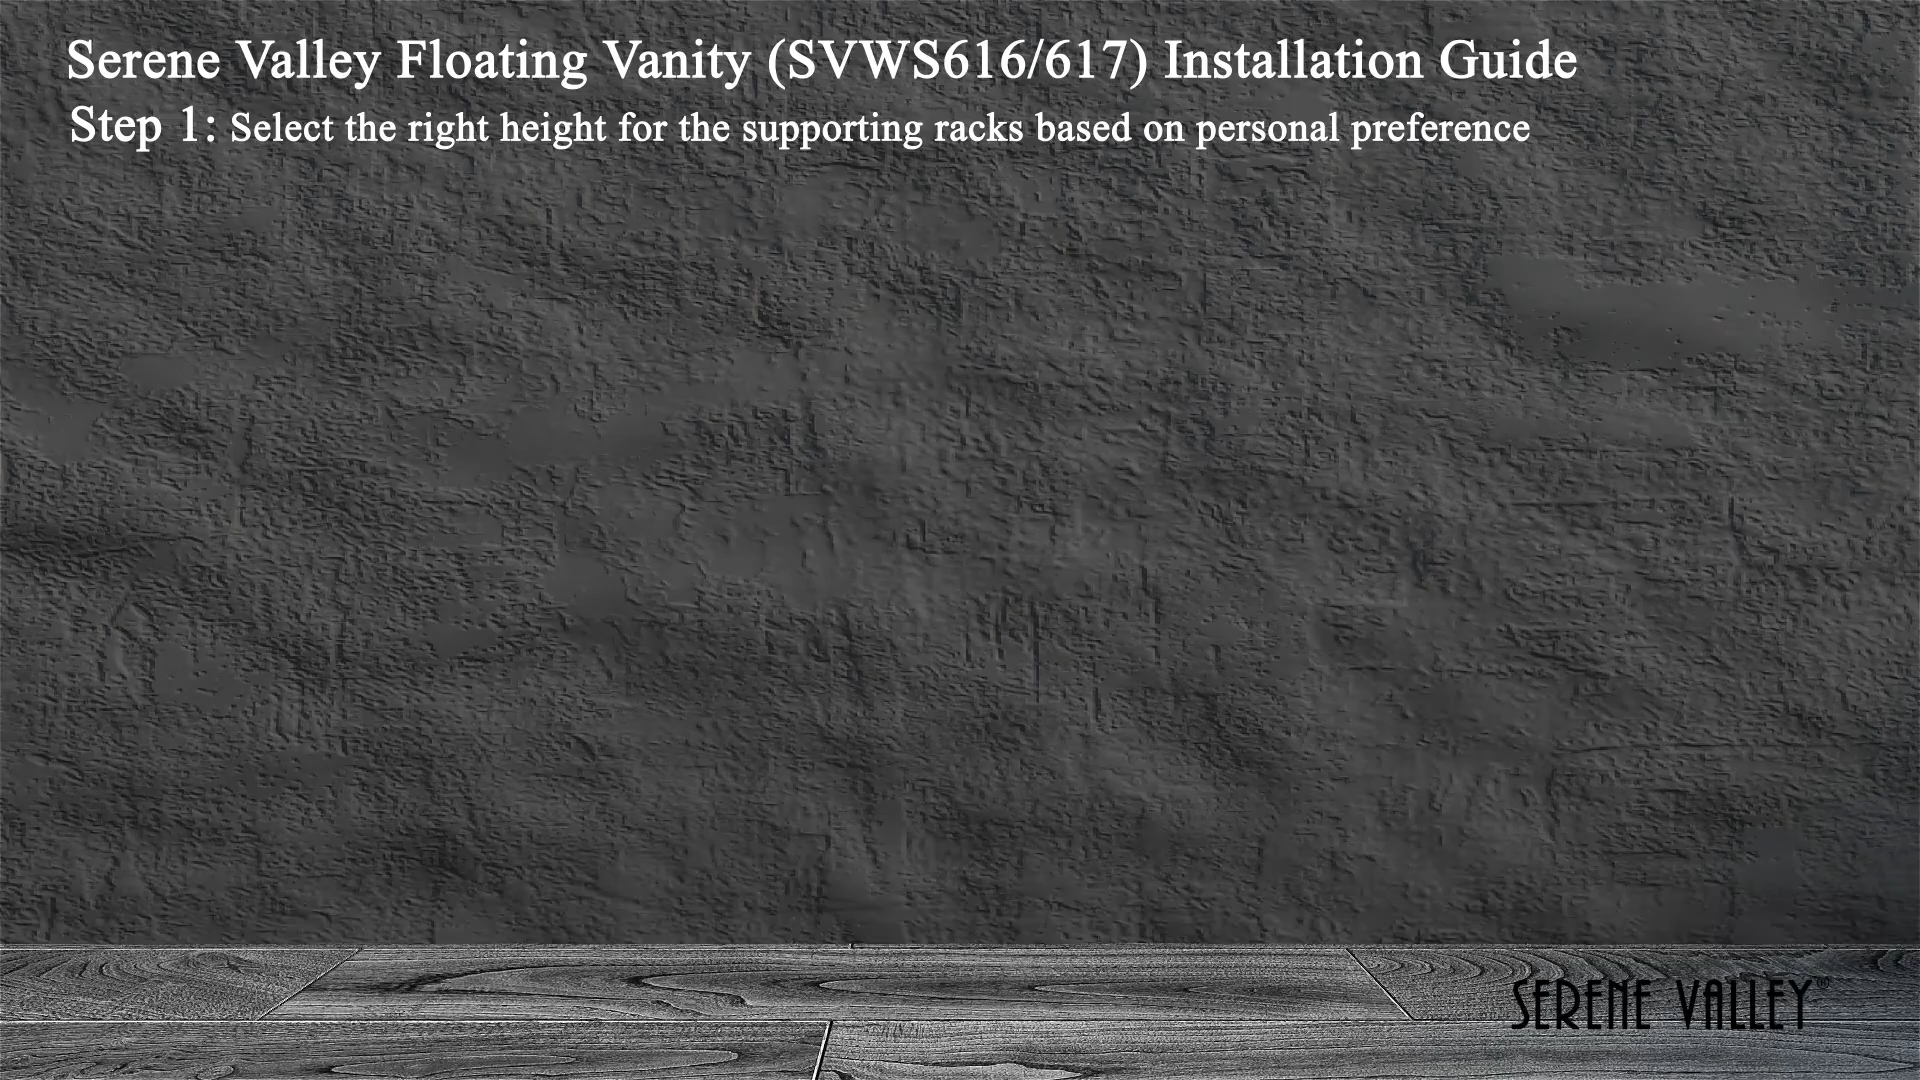 Serene Valley Floating Vanity (SVWS616/617) Installation Guide
Step 1: Select the right height for the supporting racks based on personal preference
SERENE VALLEY®